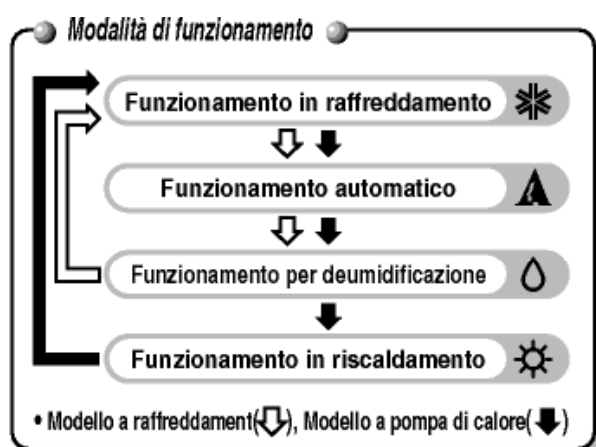 Modalità di funzionamento
Funzionamento in raffreddamento
Funzionamento automatico
Funzionamento per deumidificazione
Funzionamento in riscaldamento
• Modello a raffreddament(⇩), Modello a pompa di calore(⬇)